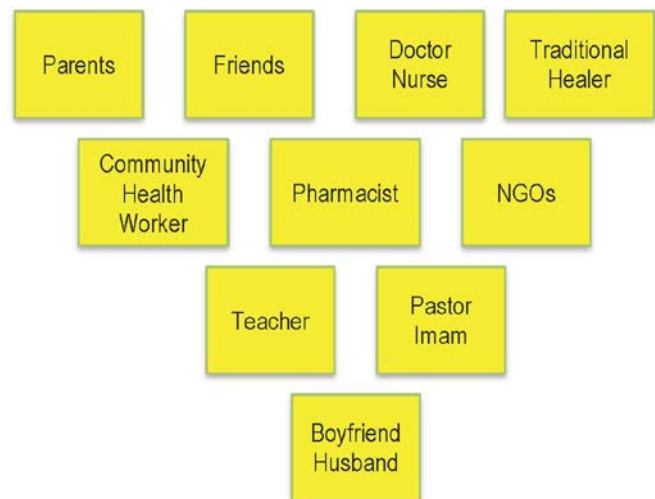 Parents
Friends
Doctor
Nurse
Traditional
Healer
Community
Health
Worker
Pharmacist
NGOs
Teacher
Pastor
Imam
Boyfriend
Husband